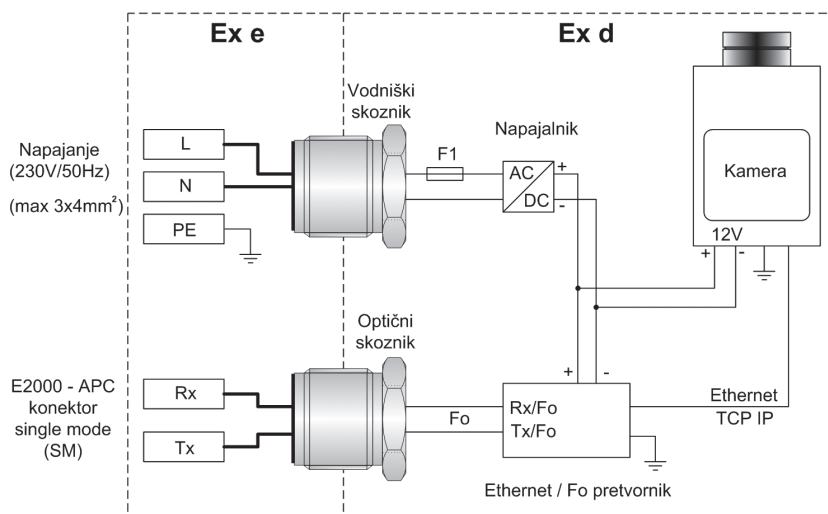 Ex e
Ex d
Vodniški
skoznik
Napajanje
(230V/50Hz)
(max 3x4mm²)
L
N
PE
F1
Napajalnik
AC
DC
+
-
Kamera
12V
+
-
Optični
skoznik
E2000 - APC
konektor
single mode
(SM)
Rx
Tx
Fo
+
-
Rx/Fo
Tx/Fo
Ethernet
TCP IP
Ethernet / Fo pretvornik